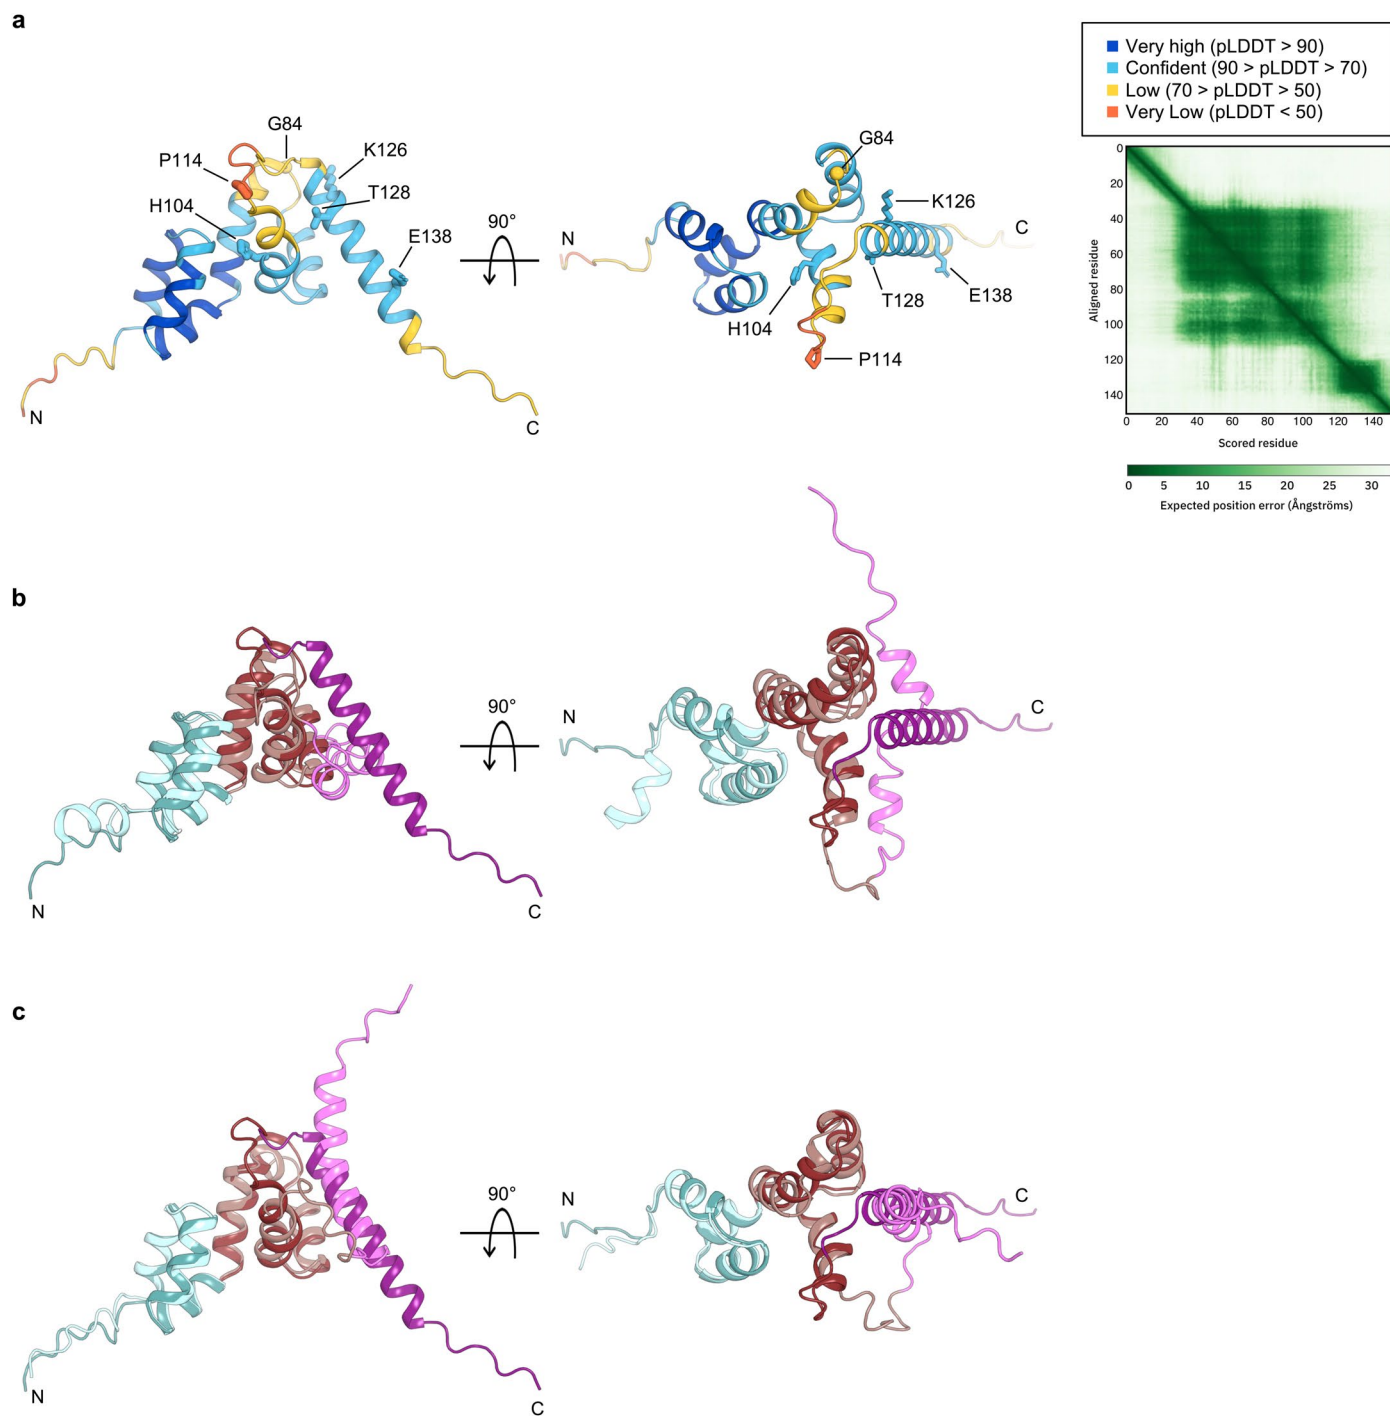 a
Very high (pLDDT > 90)
Confident (90 > pLDDT > 70)
Low (70 > pLDDT > 50)
Very Low (pLDDT < 50)
G84
P114
K126
H104
T128
E138
N
C
90°
G84
K126
N
C
H104
T128
E138
P114
0
20
40
60
80
100
120
140
Aligned residue
0 20 40 60 80 100 120 140
Scored residue
0 5 10 15 20 25 30
Expected position error (Ångströms)
b
N
C
90°
N
C
c
N
C
90°
N
C